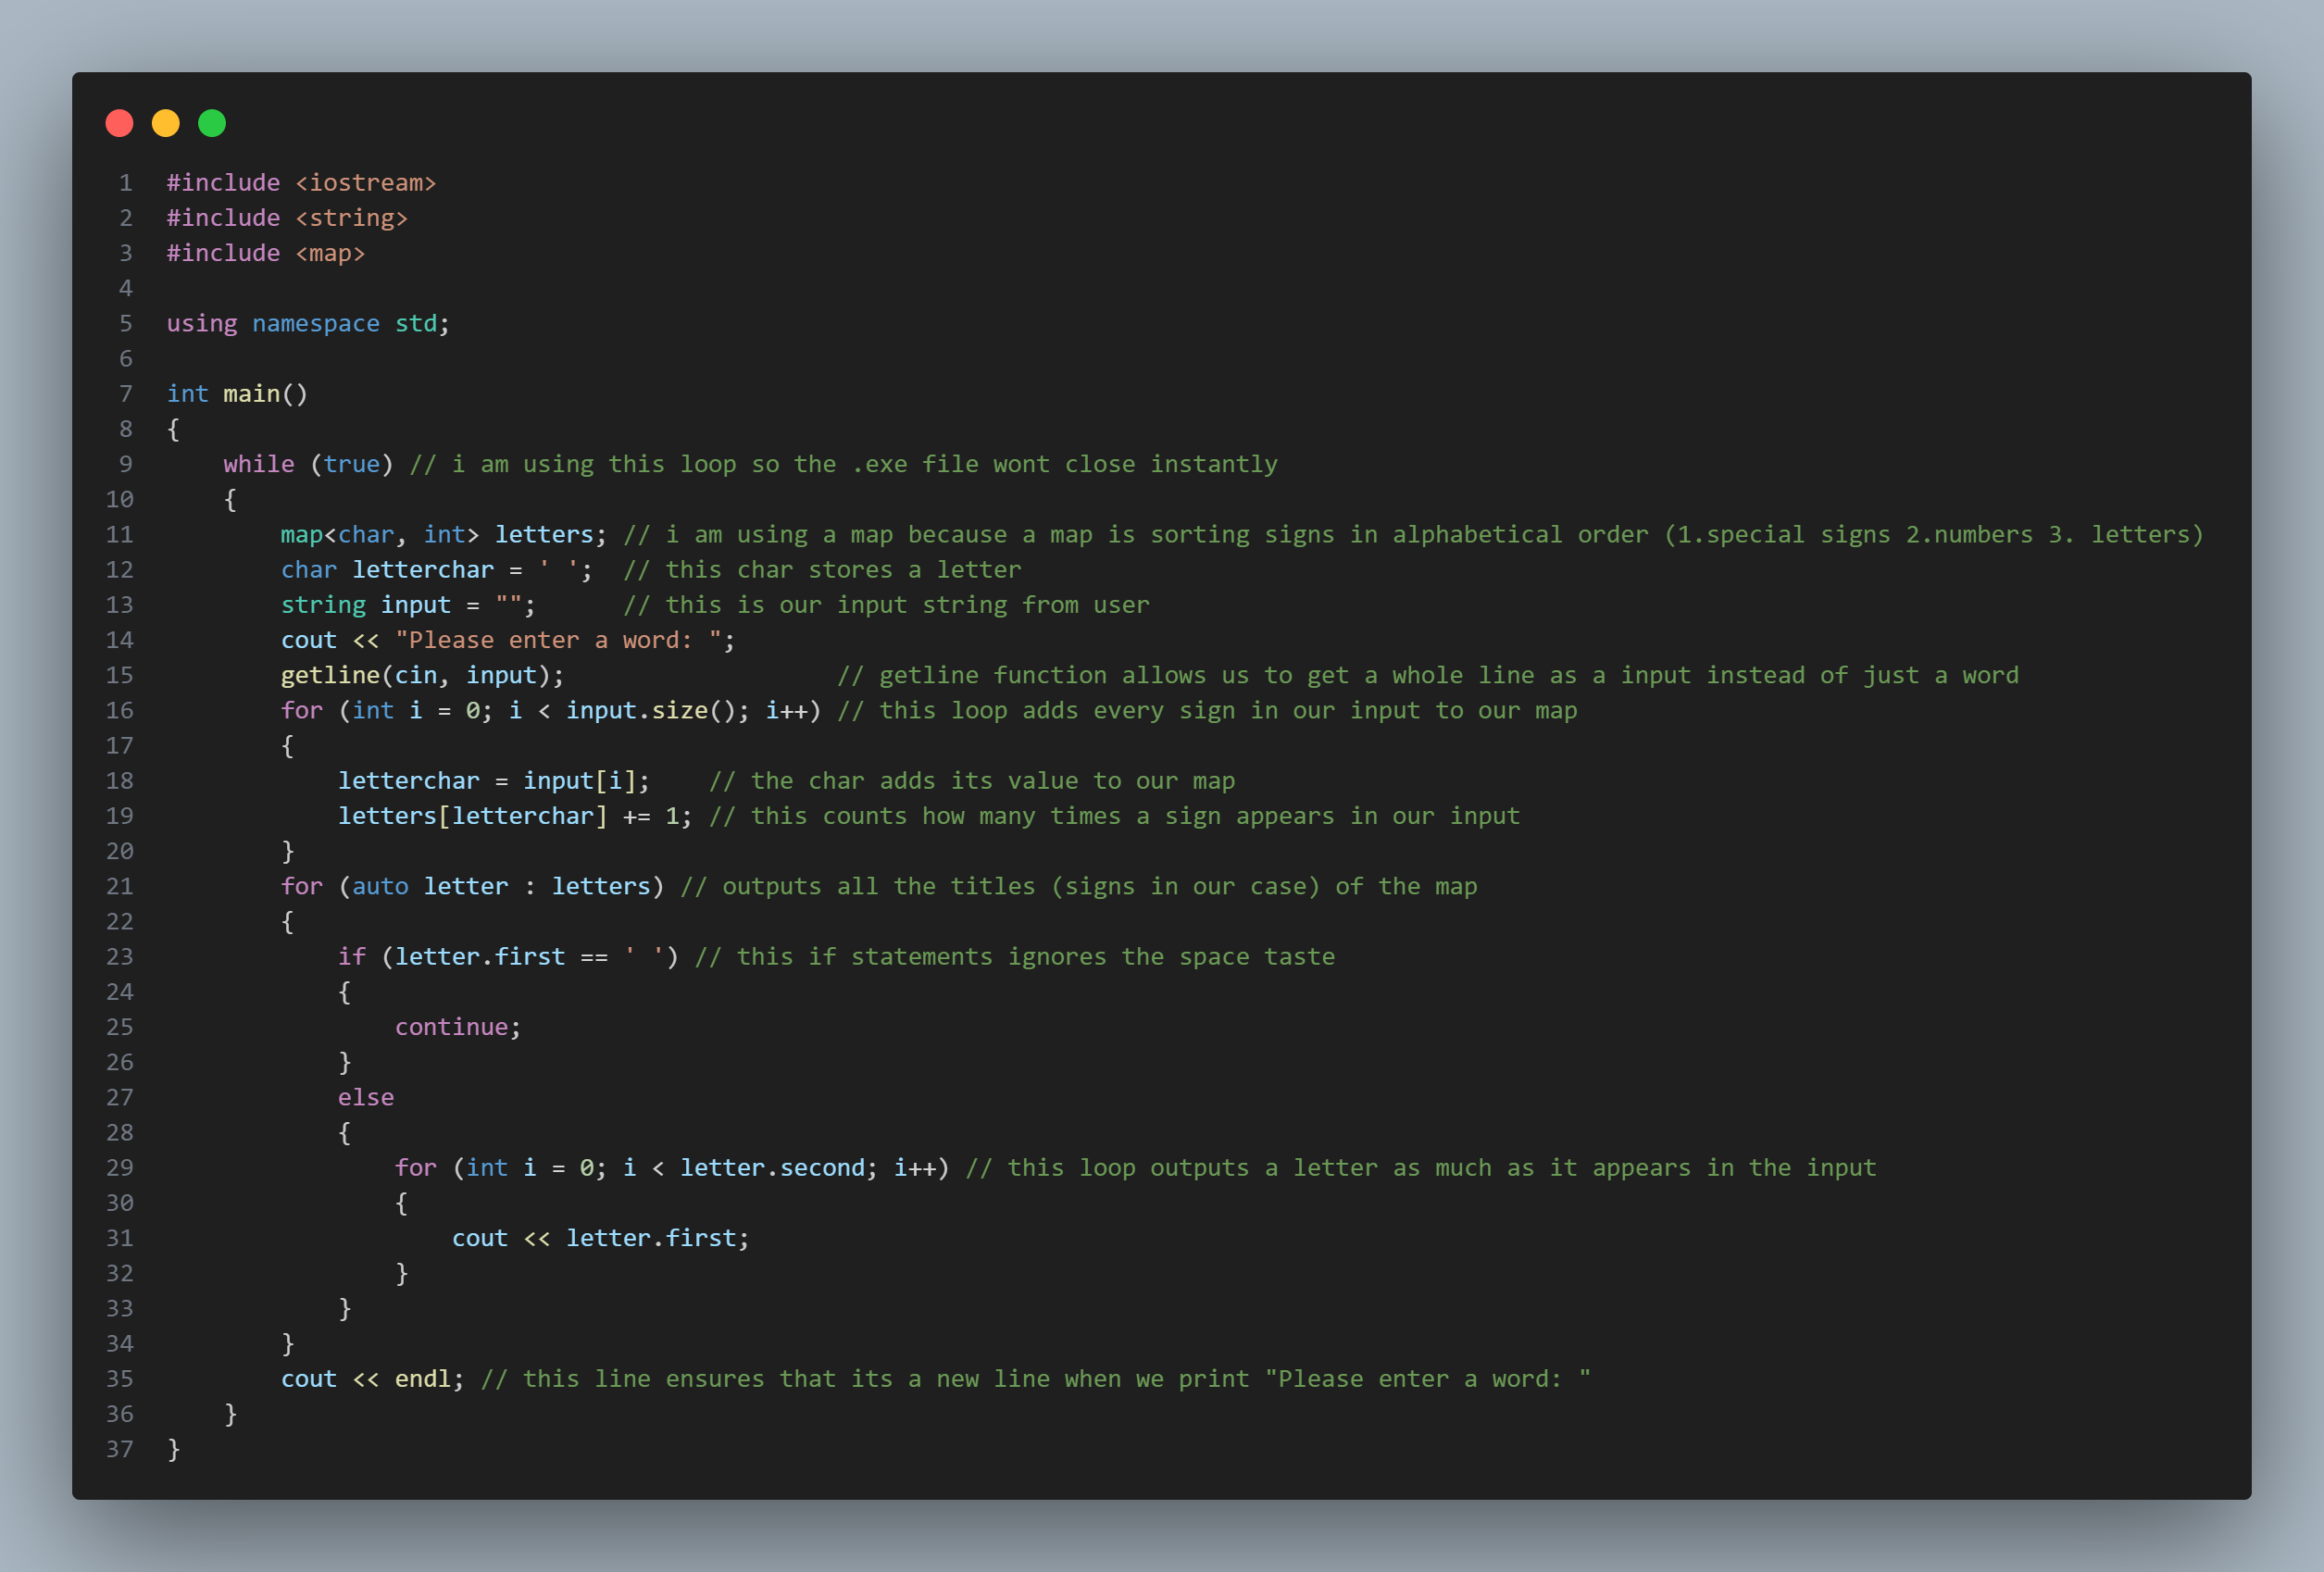 1 #include <iostream>
2 #include <string>
3 #include <map>
4
5 using namespace std;
6
7 int main()
8 {
9     while (true) // i am using this loop so the .exe file wont close instantly
10     {
11         map<char, int> letters; // i am using a map because a map is sorting signs in alphabetical order (1.special signs 2.numbers 3. letters)
12         char letterchar = ' ';  // this char stores a letter
13         string input = "";      // this is our input string from user
14         cout << "Please enter a word: ";
15         getline(cin, input);                   // getline function allows us to get a whole line as a input instead of just a word
16         for (int i = 0; i < input.size(); i++) // this loop adds every sign in our input to our map
17         {
18             letterchar = input[i];    // the char adds its value to our map
19             letters[letterchar] += 1; // this counts how many times a sign appears in our input
20         }
21         for (auto letter : letters) // outputs all the titles (signs in our case) of the map
22         {
23             if (letter.first == ' ') // this if statements ignores the space taste
24             {
25                 continue;
26             }
27             else
28             {
29                 for (int i = 0; i < letter.second; i++) // this loop outputs a letter as much as it appears in the input
30                 {
31                     cout << letter.first;
32                 }
33             }
34         }
35         cout << endl; // this line ensures that its a new line when we print "Please enter a word: "
36     }
37 }